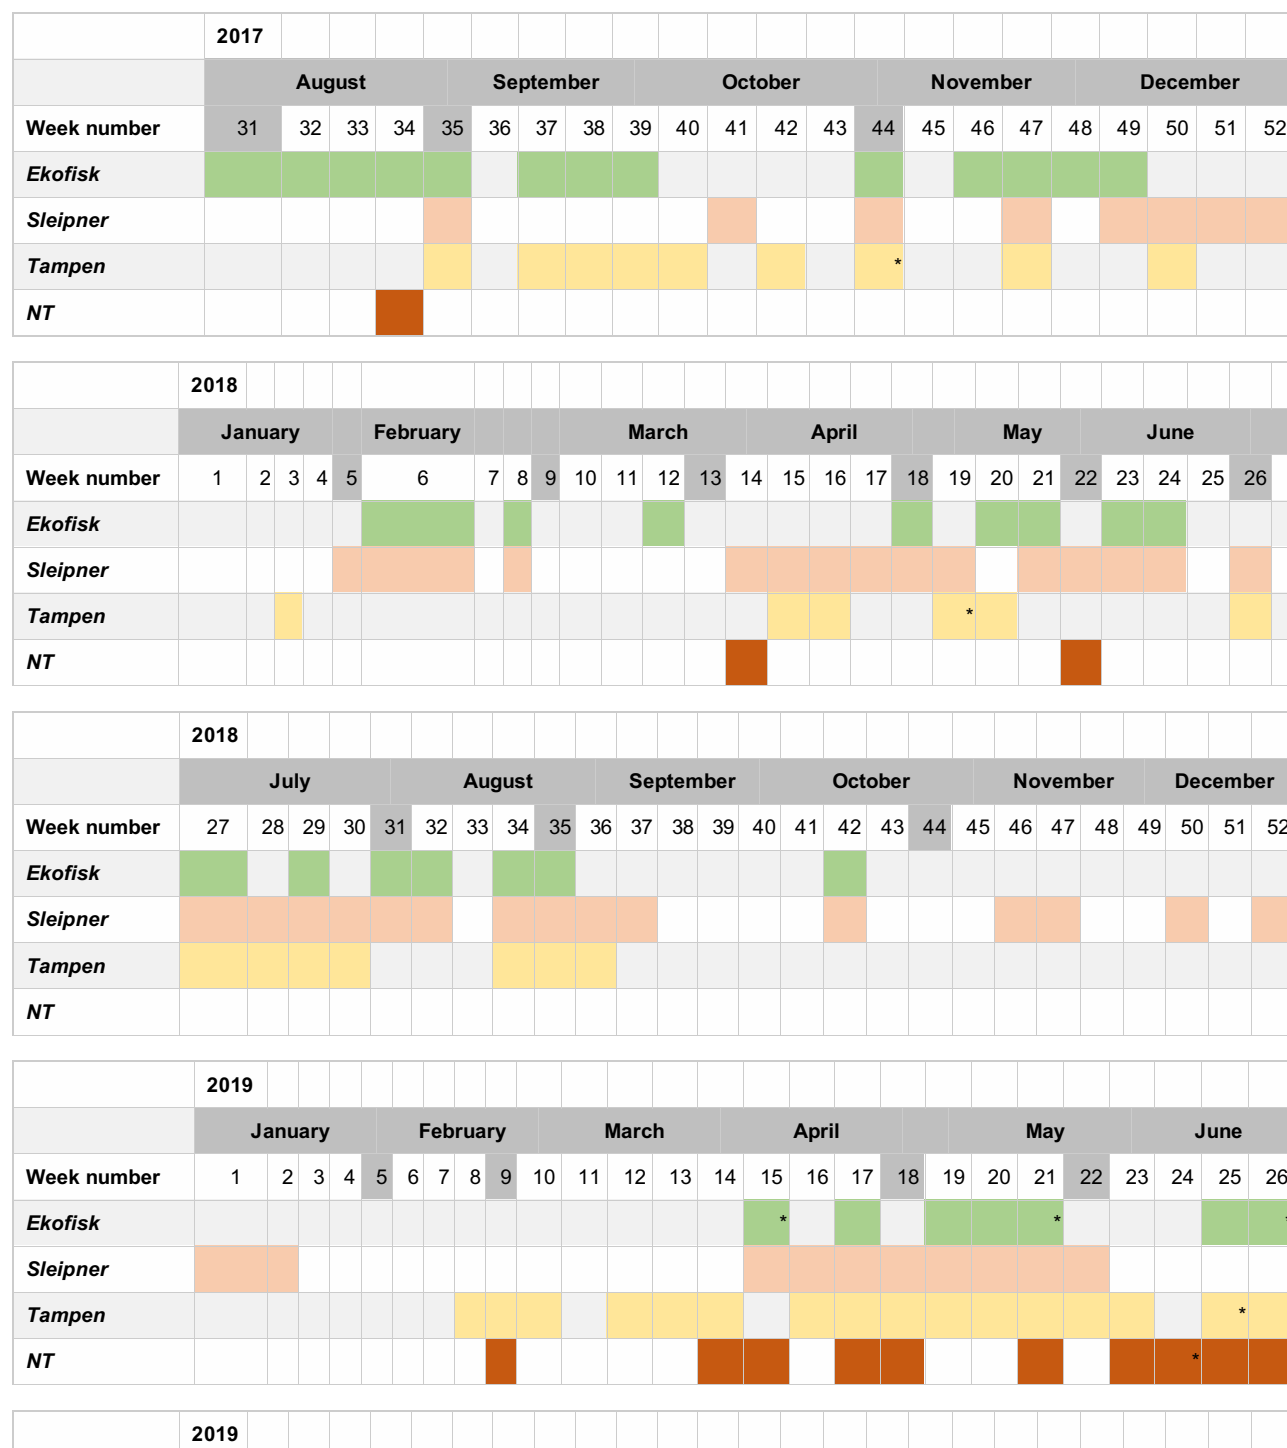 2017
August September October November December
Week number 31 32 33 34 35 36 37 38 39 40 41 42 43 44 45 46 47 48 49 50 51 52
Ekofisk
Sleipner
Tampen *
NT
2018
January February March April May June
Week number 1 2 3 4 5 6 7 8 9 10 11 12 13 14 15 16 17 18 19 20 21 22 23 24 25 26
Ekofisk
Sleipner
Tampen *
NT
2018
July August September October November December
Week number 27 28 29 30 31 32 33 34 35 36 37 38 39 40 41 42 43 44 45 46 47 48 49 50 51 52
Ekofisk
Sleipner
Tampen
NT
2019
January February March April May June
Week number 1 2 3 4 5 6 7 8 9 10 11 12 13 14 15 16 17 18 19 20 21 22 23 24 25 26
Ekofisk * * *
Sleipner
Tampen *
NT *
2019